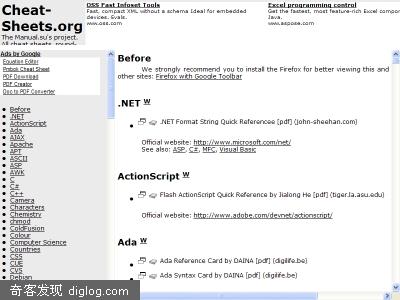 Cheat-
Sheets.org
The Manual.su's project.
All cheat sheets, round-
OSS Fast Infoset Tools
Fast, compact XML without a schema Ideal for embedded
devices. Eval's.
www.oss.com
Excel programming control
Get the fastest, most feature-rich Excel compor
Java.
www.aspose.com
Ads by Google
Equation Editor
Pmbok Cheat Sheet
PDF Download
PDF Creator
Doc to PDF Converter
Before
.NET
ActionScript
Ada
AJAX
Apache
APT
ASCII
ASP
AWK
C
C#
C++
Camera
Characters
Chemistry
chmod
ColdFusion
Colour
Computer Science
Countries
CSS
CUE
CVS
Debian
Before
We strongly recommend you to install the Firefox for better viewing this and
other sites: Firefox with Google Toolbar
.NET W
.NET Format String Quick Referencee [pdf] (john-sheehan.com)
Official website: http://www.microsoft.com/net/
See also: ASP, C#, MFC, Visual Basic
ActionScript W
Flash ActionScript Quick Reference by Jialong He [pdf] (tiger.la.asu.edu)
Official website: http://www.adobe.com/devnet/actionscript/
Ada W
Ada Reference Card by DAINA [pdf] (digilife.be)
Ada Syntax Card by DAINA [pdf] (digilife.be)
奇客发现 diglog.com